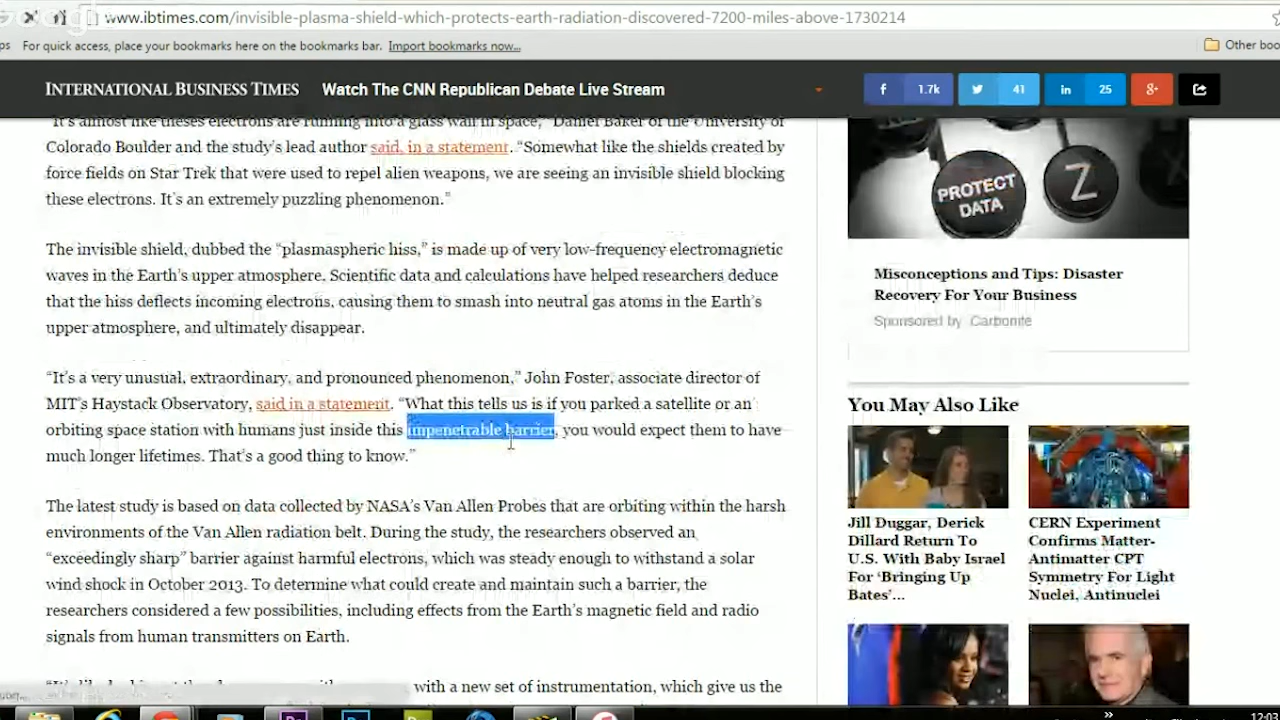 www.ibtimes.com/invisible-plasma-shield-which-protects-earth-radiation-discovered-7200-miles-above-1730214
For quick access, place your bookmarks here on the bookmarks bar. Import bookmarks now...
Other boo
INTERNATIONAL BUSINESS TIMES
Watch The CNN Republican Debate Live Stream
f 1.7k
41
in 25
g+
"It's almost like theses electrons are running into a glass wall in space," Daniel Baker of the University of
Colorado Boulder and the study's lead author said, in a statement. "Somewhat like the shields created by
force fields on Star Trek that were used to repel alien weapons, we are seeing an invisible shield blocking
these electrons. It's an extremely puzzling phenomenon."
The invisible shield, dubbed the "plasmaspheric hiss," is made up of very low-frequency electromagnetic
waves in the Earth's upper atmosphere. Scientific data and calculations have helped researchers deduce
that the hiss deflects incoming electrons, causing them to smash into neutral gas atoms in the Earth's
upper atmosphere, and ultimately disappear.
"It's a very unusual, extraordinary, and pronounced phenomenon," John Foster, associate director of
MIT's Haystack Observatory, said in a statement. "What this tells us is if you parked a satellite or an
orbiting space station with humans just inside this impenetrable barrier, you would expect them to have
much longer lifetimes. That's a good thing to know."
The latest study is based on data collected by NASA's Van Allen Probes that are orbiting within the harsh
environments of the Van Allen radiation belt. During the study, the researchers observed an
"exceedingly sharp" barrier against harmful electrons, which was steady enough to withstand a solar
wind shock in October 2013. To determine what could create and maintain such a barrier, the
researchers considered a few possibilities, including effects from the Earth's magnetic field and radio
signals from human transmitters on Earth.
with a new set of instrumentation, which give us the
PROTECT
DATA
Z
Misconceptions and Tips: Disaster
Recovery For Your Business
Sponsored by Carbonite
You May Also Like
Jill Duggar, Derick
Dillard Return To
U.S. With Baby Israel
For 'Bringing Up
Bates'...
CERN Experiment
Confirms Matter-
Antimatter CPT
Symmetry For Light
Nuclei, Antinuclei